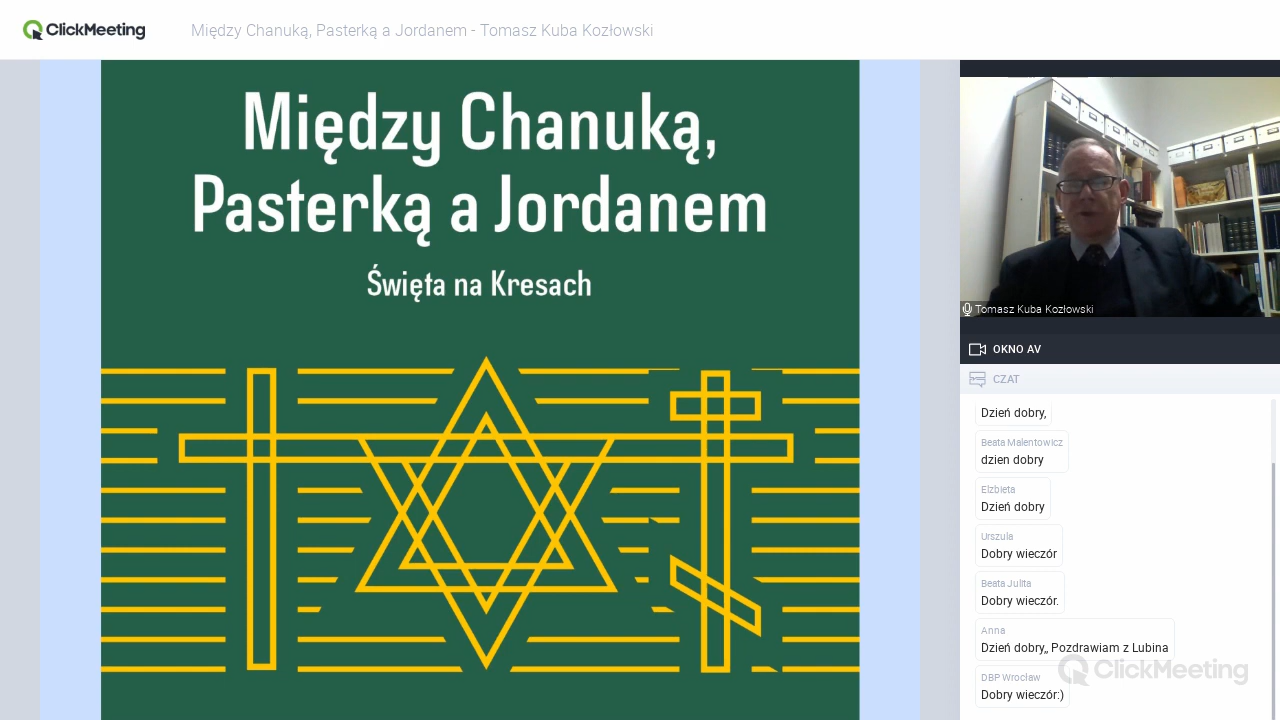 ClickMeeting
Między Chanuką, Pasterką a Jordanem - Tomasz Kuba Kozłowski
Między Chanuką,
Pasterką a Jordanem
Święta na Kresach
Tomasz Kuba Kozłowski
OKNO AV
CZAT
Dzień dobry,
Beata Malentowicz
dzien dobry
Elzbieta
Dzień dobry
Urszula
Dobry wieczór
Beata Julita
Dobry wieczór.
Anna
Dzień dobry,, Pozdrawiam z Lubina
DBP Wrocław
Dobry wieczór:)
ClickMeeting